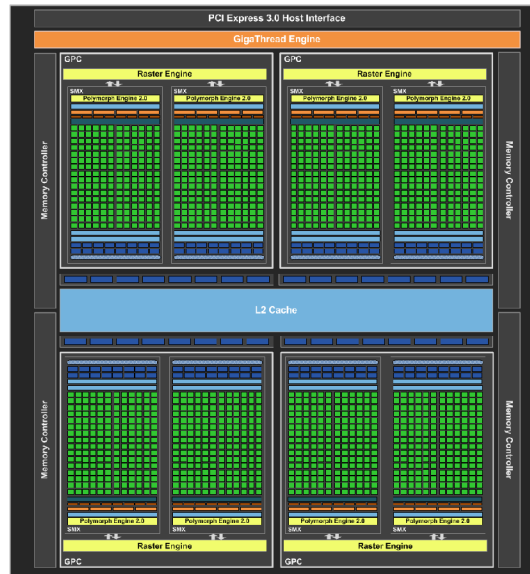 PCI Express 3.0 Host Interface
GigaThread Engine
GPC
GPC
Raster Engine
Raster Engine
SMX
SMX
SMX
SMX
Polymorph Engine 2.0
Polymorph Engine 2.0
Polymorph Engine 2.0
Polymorph Engine 2.0
Memory Controller
Memory Controller
L2 Cache
Memory Controller
Memory Controller
Polymorph Engine 2.0
Polymorph Engine 2.0
Polymorph Engine 2.0
Polymorph Engine 2.0
SMX
SMX
SMX
SMX
Raster Engine
Raster Engine
GPC
GPC